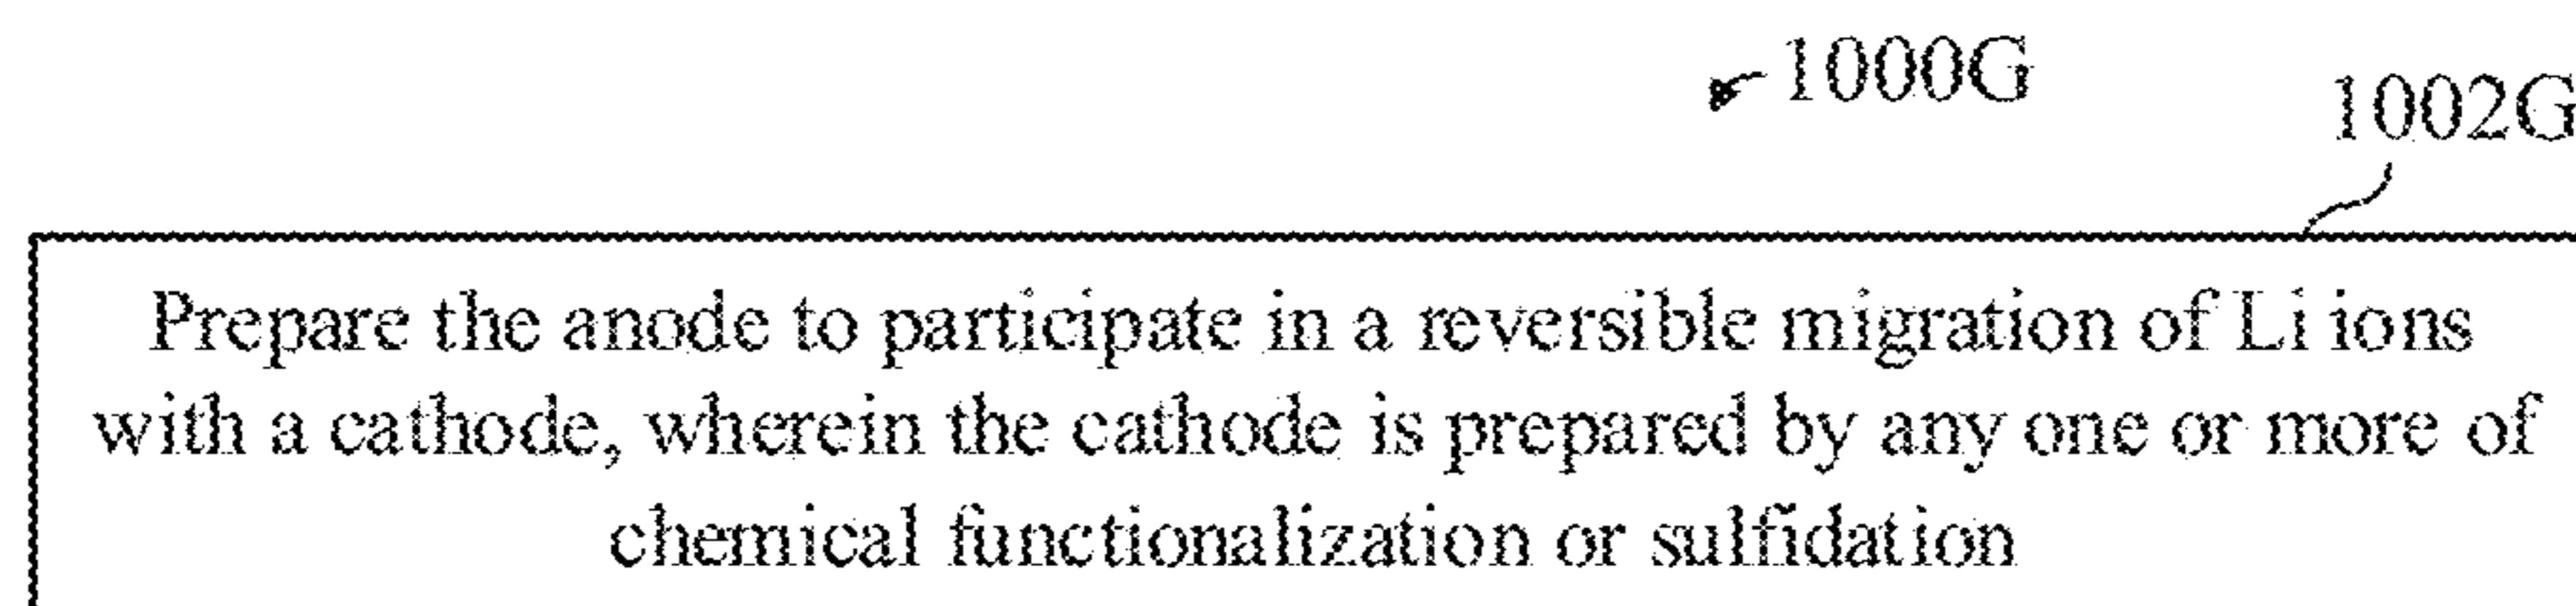 1000G
1002G
Prepare the anode to participate in a reversible migration of Li ions
with a cathode, wherein the cathode is prepared by any one or more of
chemical functionalization or sulfidation